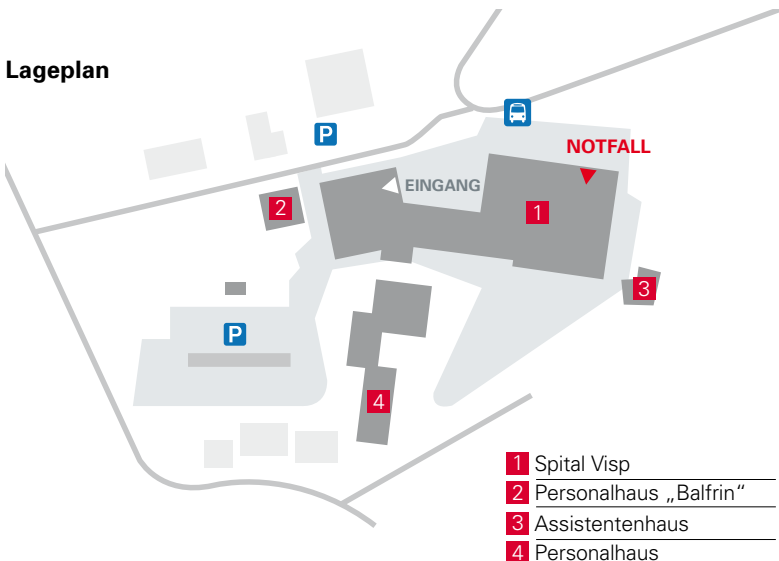 Lageplan
P
NOTFALL
EINGANG
2
1
3
P
4
1 Spital Visp
2 Personalhaus „Balfrin“
3 Assistentenhaus
4 Personalhaus